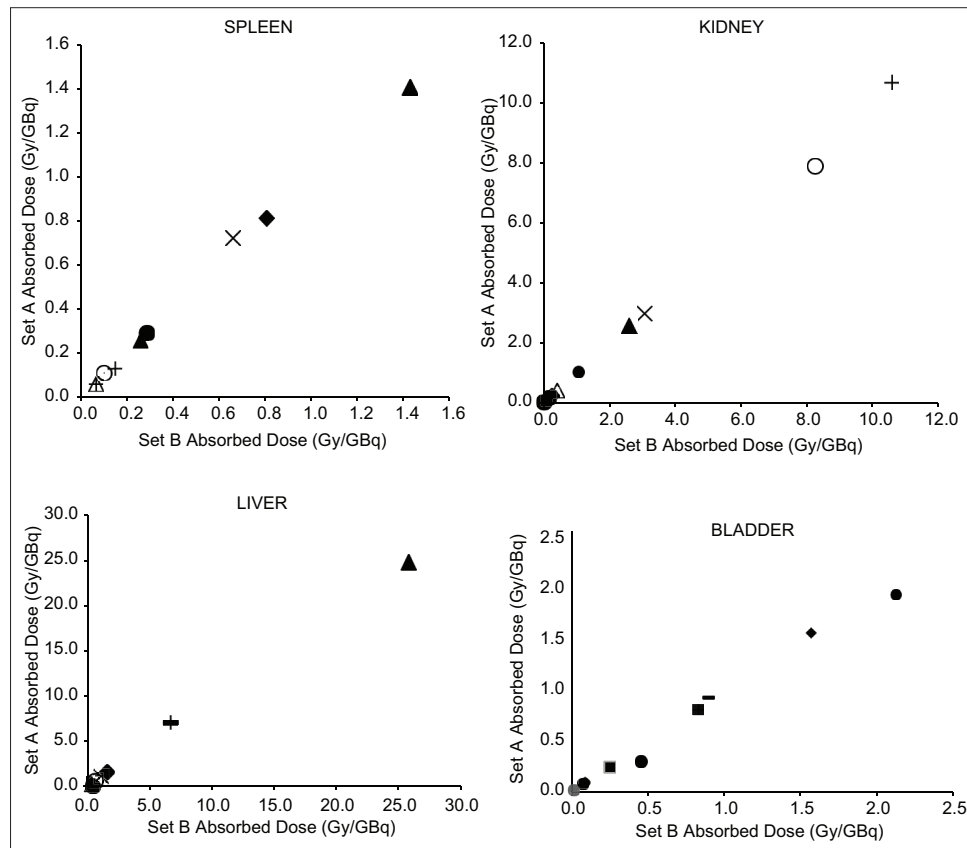 SPLEEN
1.6
1.4
1.2
1.0
0.8
0.6
0.4
0.2
0.0
Set A Absorbed Dose (Gy/GBq)
0.0 0.2 0.4 0.6 0.8 1.0 1.2 1.4 1.6
Set B Absorbed Dose (Gy/GBq)
KIDNEY
12.0
10.0
8.0
6.0
4.0
2.0
0.0
Set A Absorbed Dose (Gy/GBq)
0.0 2.0 4.0 6.0 8.0 10.0 12.0
Set B Absorbed Dose (Gy/GBq)
LIVER
30.0
25.0
20.0
15.0
10.0
5.0
0.0
Set A Absorbed Dose (Gy/GBq)
0.0 5.0 10.0 15.0 20.0 25.0 30.0
Set B Absorbed Dose (Gy/GBq)
BLADDER
2.5
2.0
1.5
1.0
0.5
0.0
Set A Absorbed Dose (Gy/GBq)
0.0 0.5 1.0 1.5 2.0 2.5
Set B Absorbed Dose (Gy/GBq)